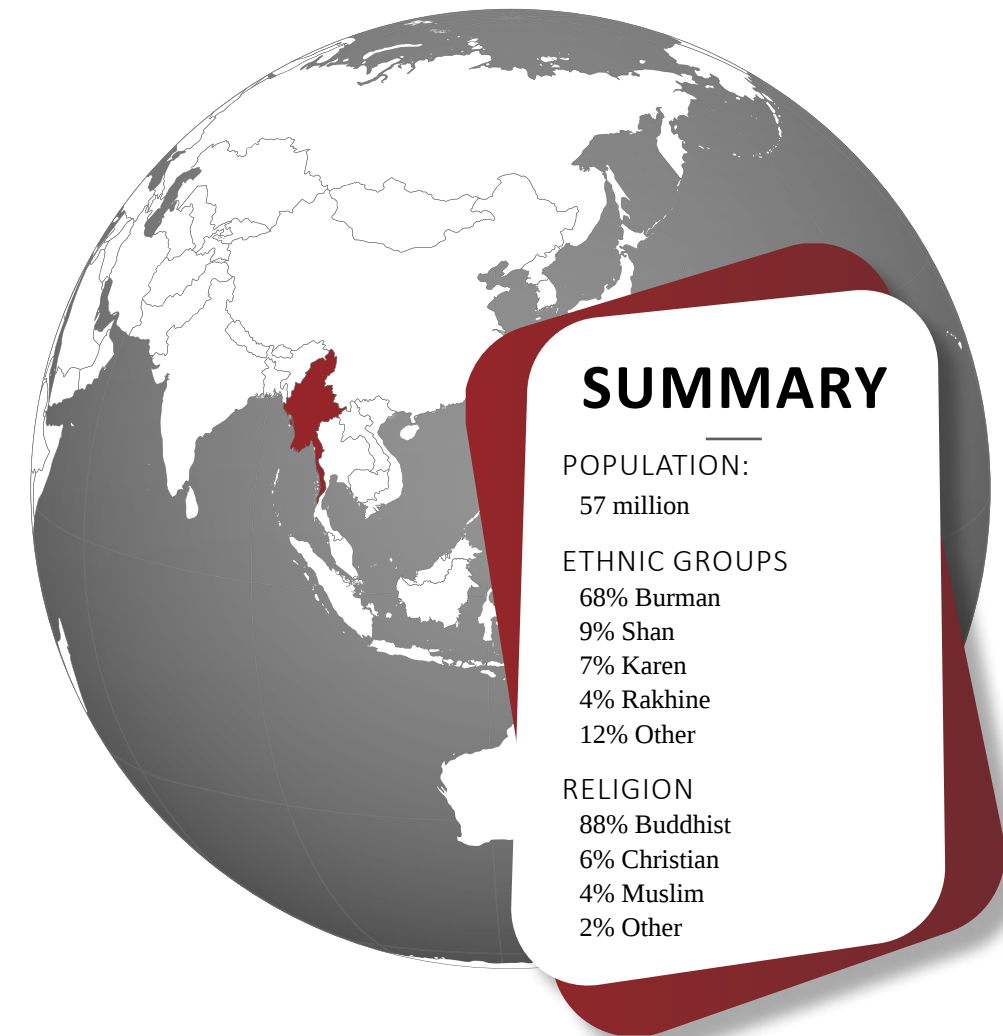 SUMMARY
POPULATION:
57 million
ETHNIC GROUPS
68% Burman
9% Shan
7% Karen
4% Rakhine
12% Other
RELIGION
88% Buddhist
6% Christian
4% Muslim
2% Other